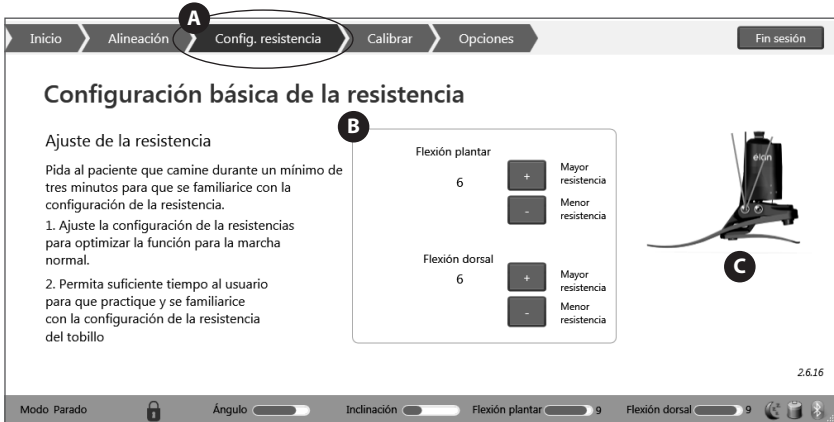 A
Inicio
Alineación
Config. resistencia
Calibrar
Opciones
Fin sesión
Configuración básica de la resistencia
Ajuste de la resistencia
Pida al paciente que camine durante un mínimo de
tres minutos para que se familiarice con la
configuración de la resistencia.
1. Ajuste la configuración de la resistencias
para optimizar la función para la marcha
normal.
2. Permita suficiente tiempo al usuario
para que practique y se familiarice
con la configuración de la resistencia
del tobillo
B
Flexión plantar
6
+
Mayor
resistencia
-
Menor
resistencia
Flexión dorsal
6
+
Mayor
resistencia
-
Menor
resistencia
elan
C
2.6.16
Modo Parado
Ángulo
Inclinación
Flexión plantar 9
Flexión dorsal 9